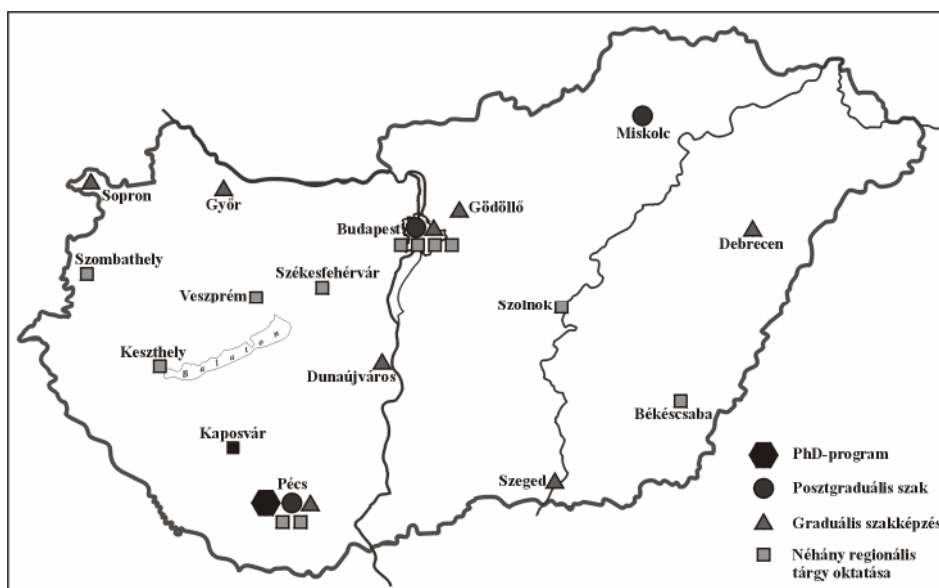 Miskolc
Sopron
Győr
Gödöllő
Budapest
Debrecen
Szombathely
Székesfehérvár
Veszprém
Szolnok
Keszthely
Balaton
Dunaújváros
Békéscsaba
Kaposvár
Pécs
Szeged
PhD-program
Posztgraduális szak
Graduális szakképzés
Néhány regionális
tárgy oktatása